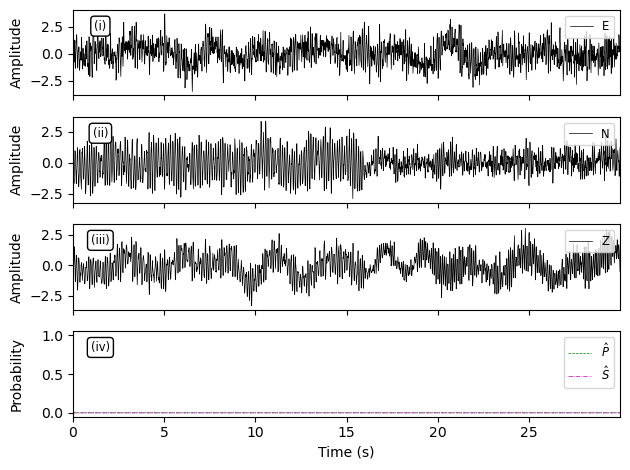 (i)
E
Amplitude
2.5
0.0
−2.5
(ii)
N
Amplitude
2.5
0.0
−2.5
(iii)
Z
Amplitude
2.5
0.0
−2.5
(iv)
P̂
Ŝ
Probability
1.0
0.5
0.0
0 5 10 15 20 25
Time (s)